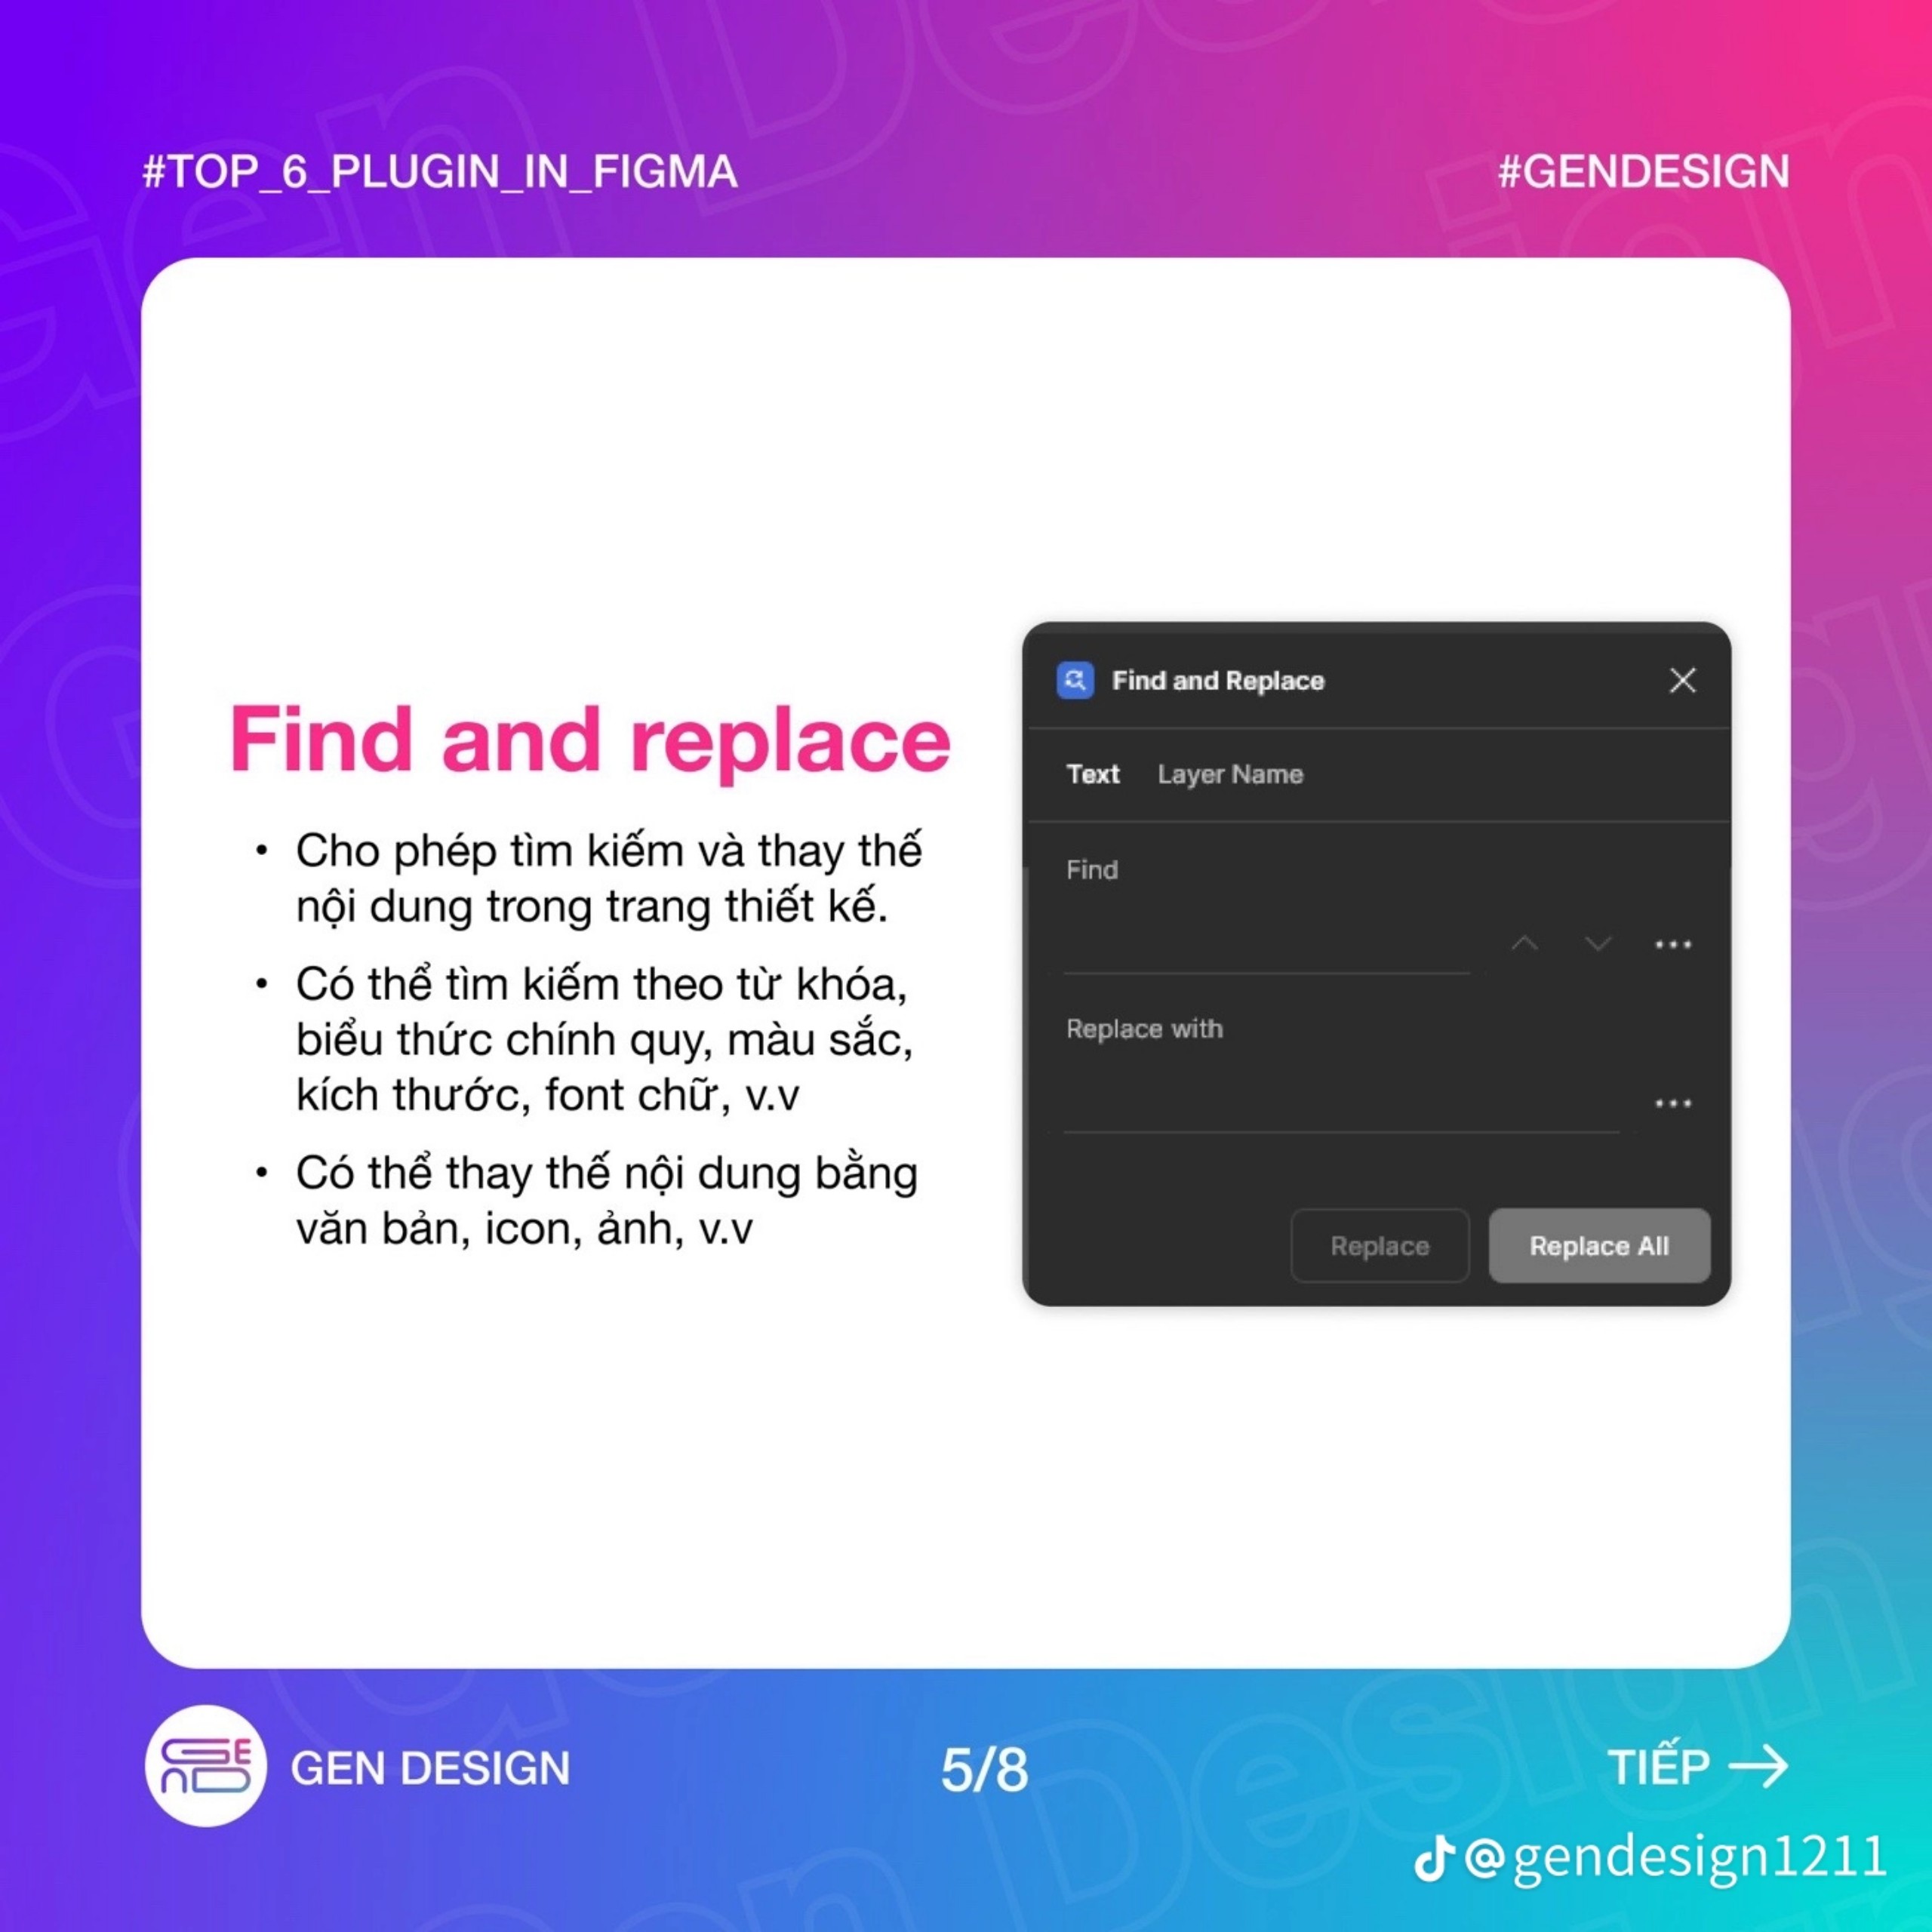 #TOP_6_PLUGIN_IN_FIGMA
#GENDESIGN
Find and replace
• Cho phép tìm kiếm và thay thế
nội dung trong trang thiết kế.
• Có thể tìm kiếm theo từ khóa,
biểu thức chính quy, màu sắc,
kích thước, font chữ, v.v
• Có thể thay thế nội dung bằng
văn bản, icon, ảnh, v.v
Find and Replace
Text Layer Name
Find
Replace with
Replace Replace All
GEN DESIGN
5/8
TIẾP →
@gendesign1211